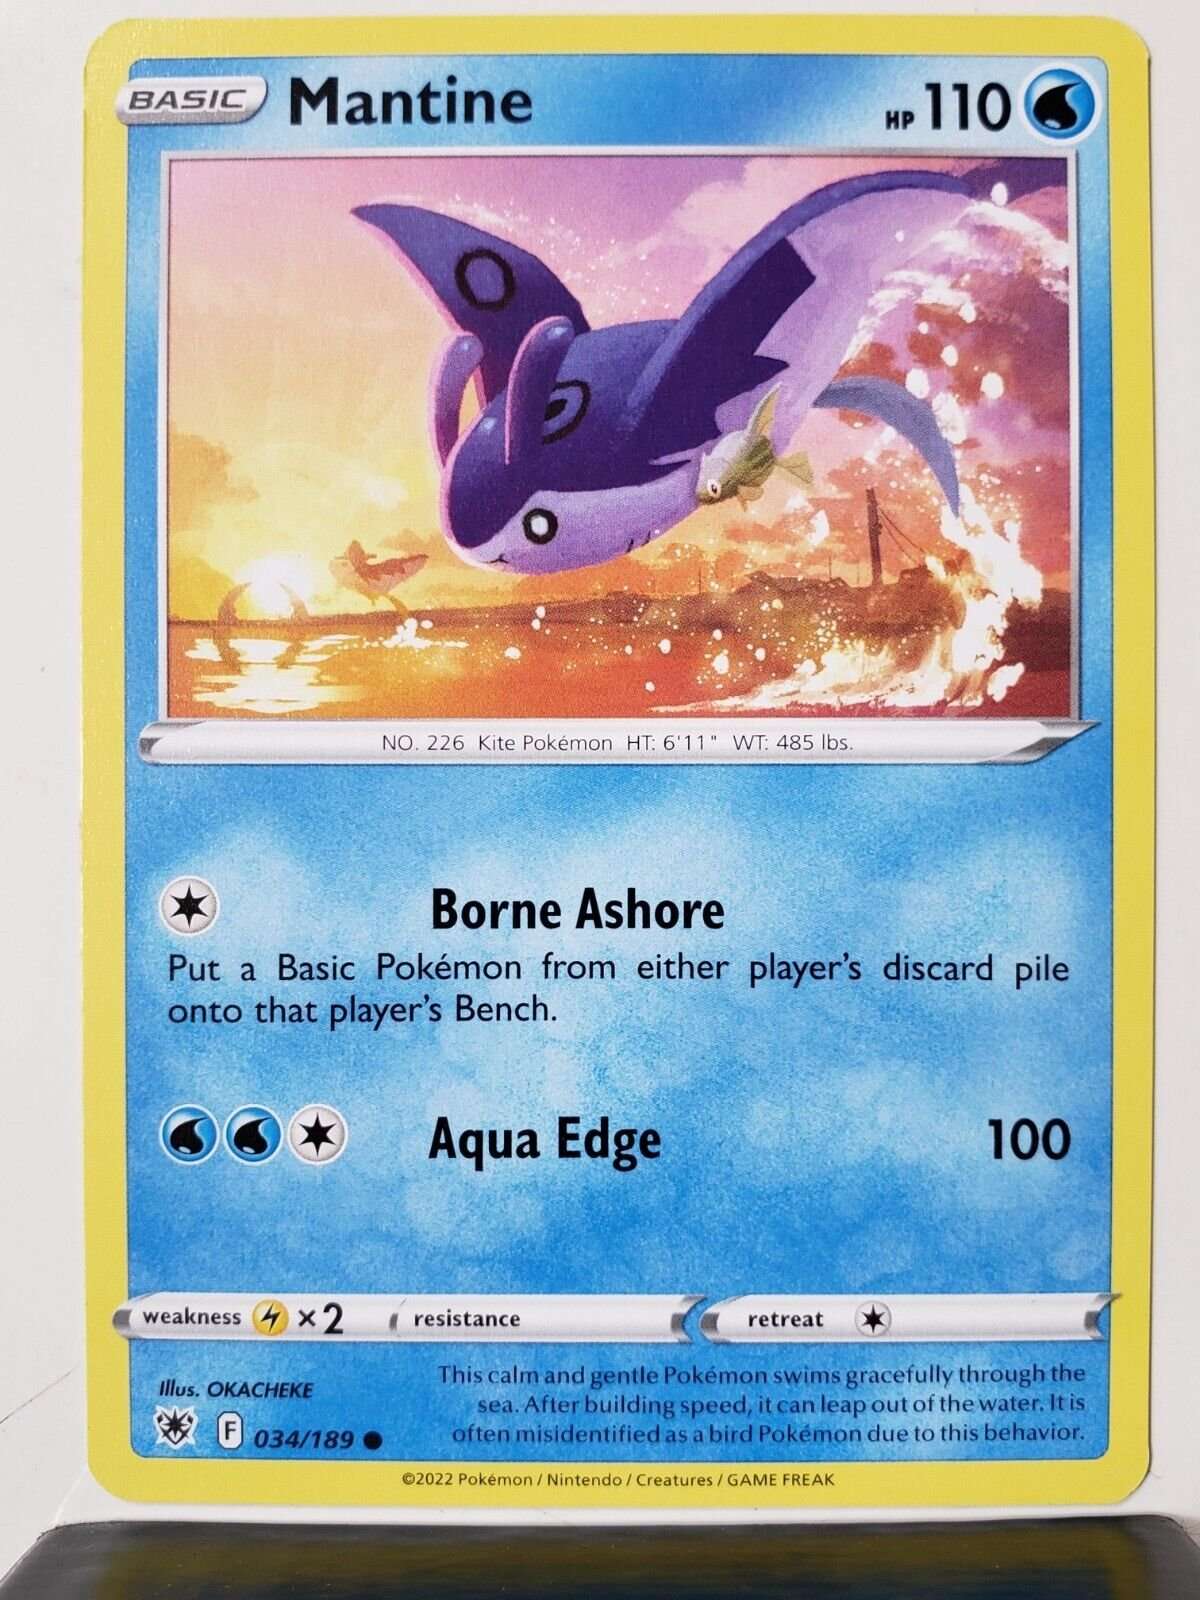 BASIC Mantine HP 110
NO. 226 Kite Pokémon HT: 6'11" WT: 485 lbs.
Borne Ashore
Put a Basic Pokémon from either player's discard pile
onto that player's Bench.
Aqua Edge 100
weakness ×2 resistance retreat
This calm and gentle Pokémon swims gracefully through the
sea. After building speed, it can leap out of the water. It is
often misidentified as a bird Pokémon due to this behavior.
Illus. OKACHEKE
F 034/189
©2022 Pokémon / Nintendo / Creatures / GAME FREAK